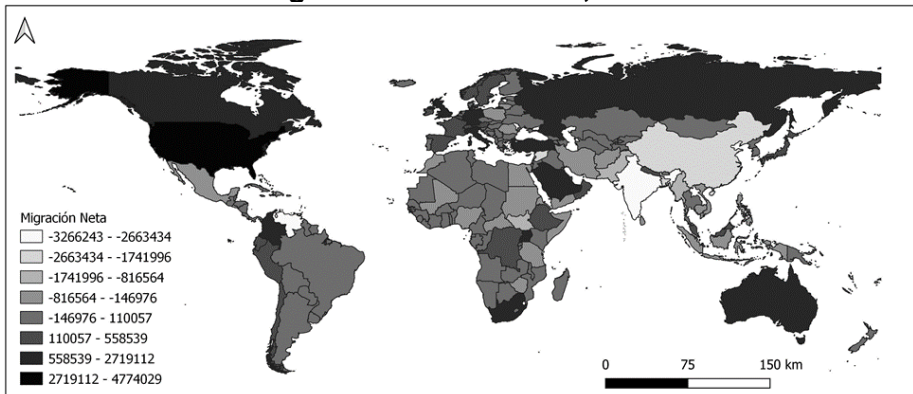 Migración Neta
-3266243 - -2663434
-2663434 - -1741996
-1741996 - -816564
-816564 - -146976
-146976 - 110057
110057 - 558539
558539 - 2719112
2719112 - 4774029
0 75 150 km